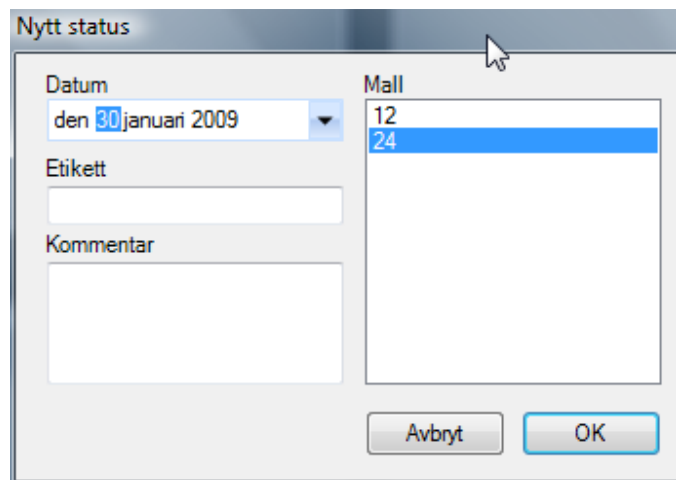 Nytt status
Datum
den 30 januari 2009
Etikett
Kommentar
Mall
12
24
Avbryt
OK